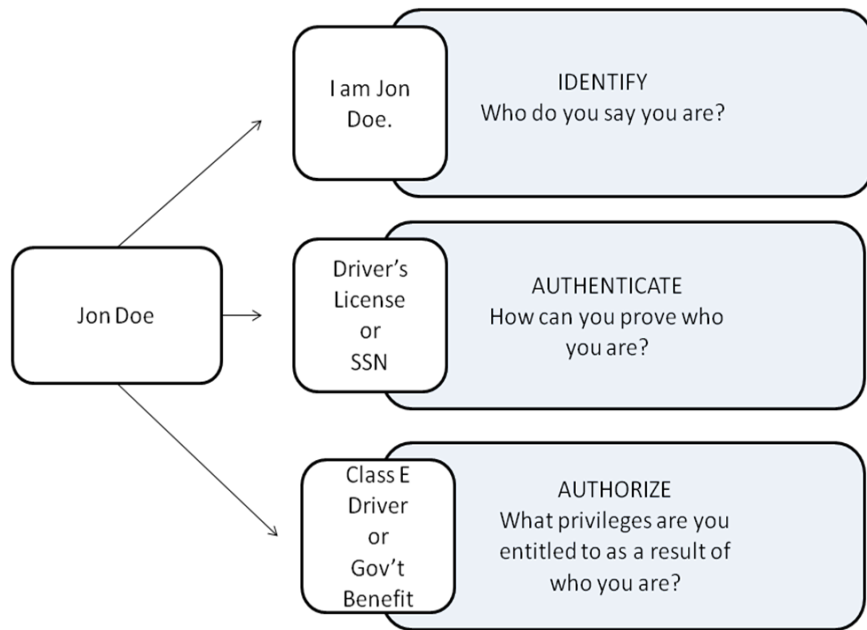 Jon Doe
I am Jon
Doe.
IDENTIFY
Who do you say you are?
Driver’s
License
or
SSN
AUTHENTICATE
How can you prove who
you are?
Class E
Driver
or
Gov’t
Benefit
AUTHORIZE
What privileges are you
entitled to as a result of
who you are?